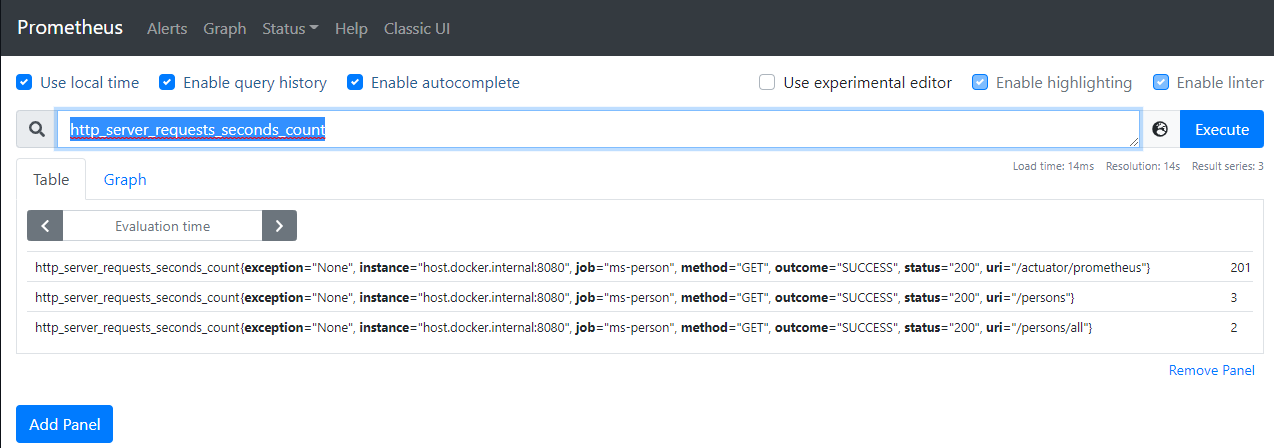 Prometheus Alerts Graph Status Help Classic UI
Use local time Enable query history Enable autocomplete Use experimental editor Enable highlighting Enable linter
http_server_requests_seconds_count Execute
Load time: 14ms Resolution: 14s Result series: 3
Table Graph
Evaluation time
http_server_requests_seconds_count{exception="None", instance="host.docker.internal:8080", job="ms-person", method="GET", outcome="SUCCESS", status="200", uri="/actuator/prometheus"} 201
http_server_requests_seconds_count{exception="None", instance="host.docker.internal:8080", job="ms-person", method="GET", outcome="SUCCESS", status="200", uri="/persons"} 3
http_server_requests_seconds_count{exception="None", instance="host.docker.internal:8080", job="ms-person", method="GET", outcome="SUCCESS", status="200", uri="/persons/all"} 2
Remove Panel
Add Panel